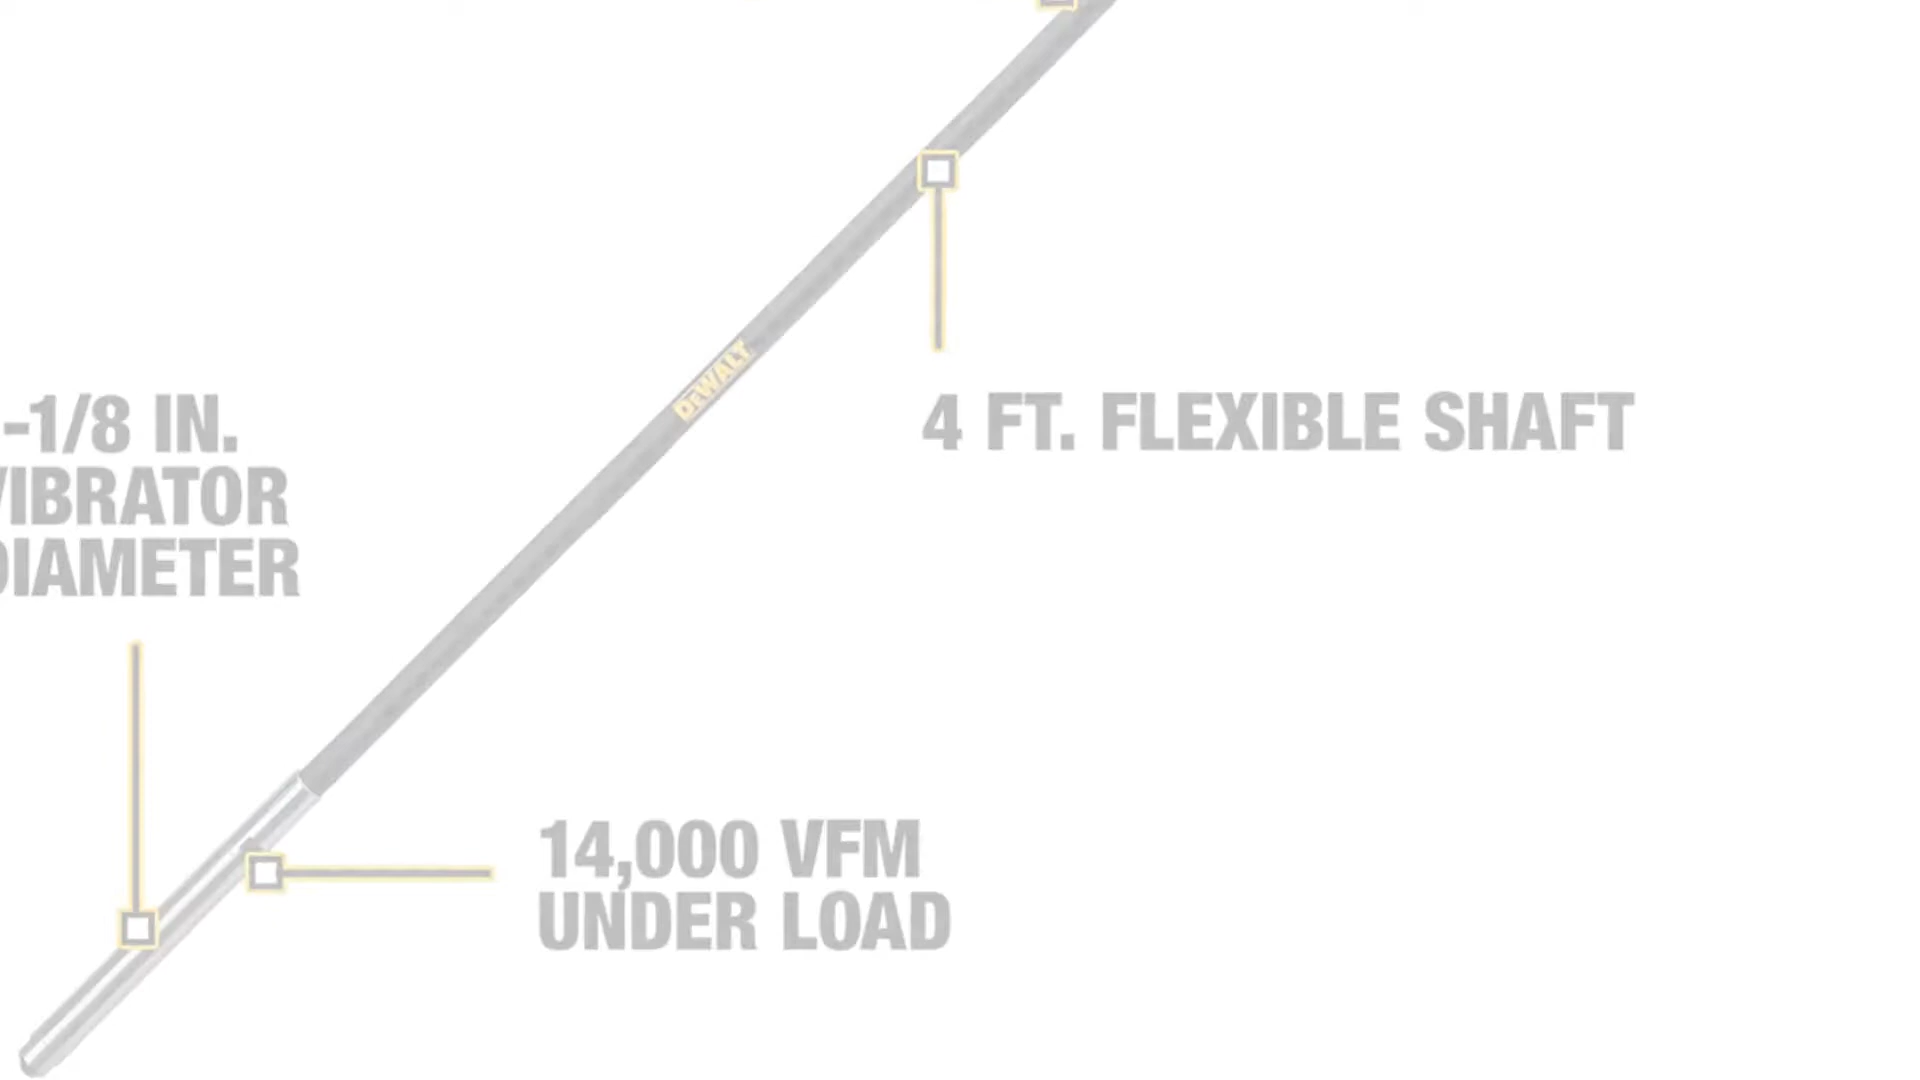 DEWALT
4 FT. FLEXIBLE SHAFT
-1/8 IN.
VIBRATOR
DIAMETER
14,000 VFM
UNDER LOAD